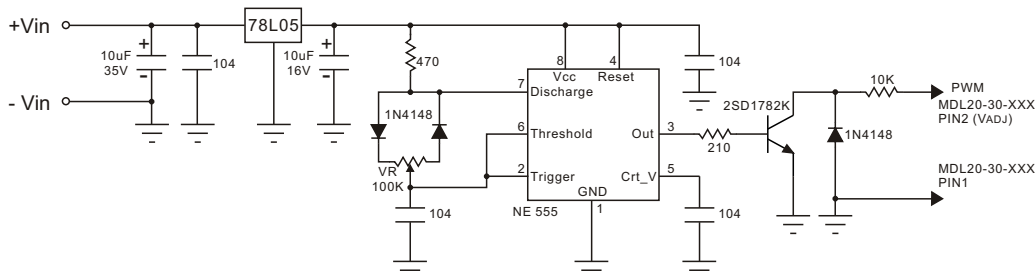 +Vin
78L05
+
10uF
35V
-
104
+
10uF
16V
-
470
8
Vcc
4
Reset
104
7
Discharge
1N4148
6
Threshold
Out
3
2SD1782K
10K
PWM
MDL20-30-XXX
PIN2 (VADJ)
- Vin
210
1N4148
VR
100K
2
Trigger
Crt_V
5
MDL20-30-XXX
PIN1
GND
1
104
NE 555
104